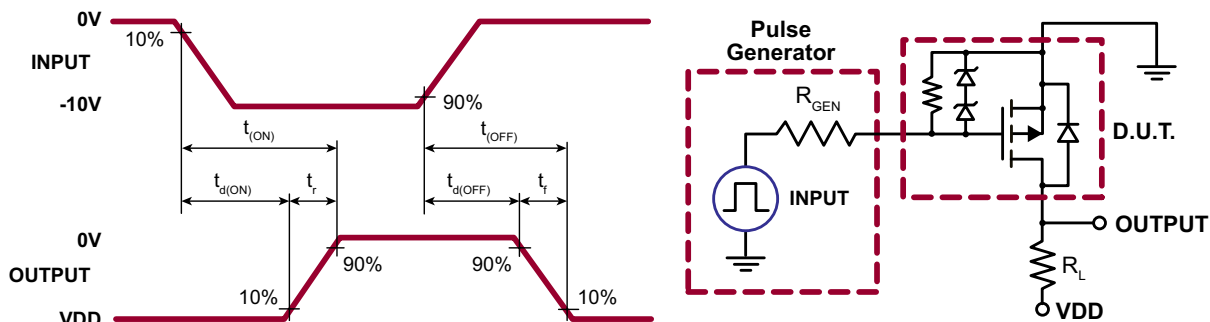 0V
10%
INPUT
-10V
90%
t(ON)
t(OFF)
td(ON)
tr
td(OFF)
tf
0V
OUTPUT
90%
90%
10%
10%
VDD
Pulse
Generator
RGEN
INPUT
D.U.T.
OUTPUT
RL
VDD